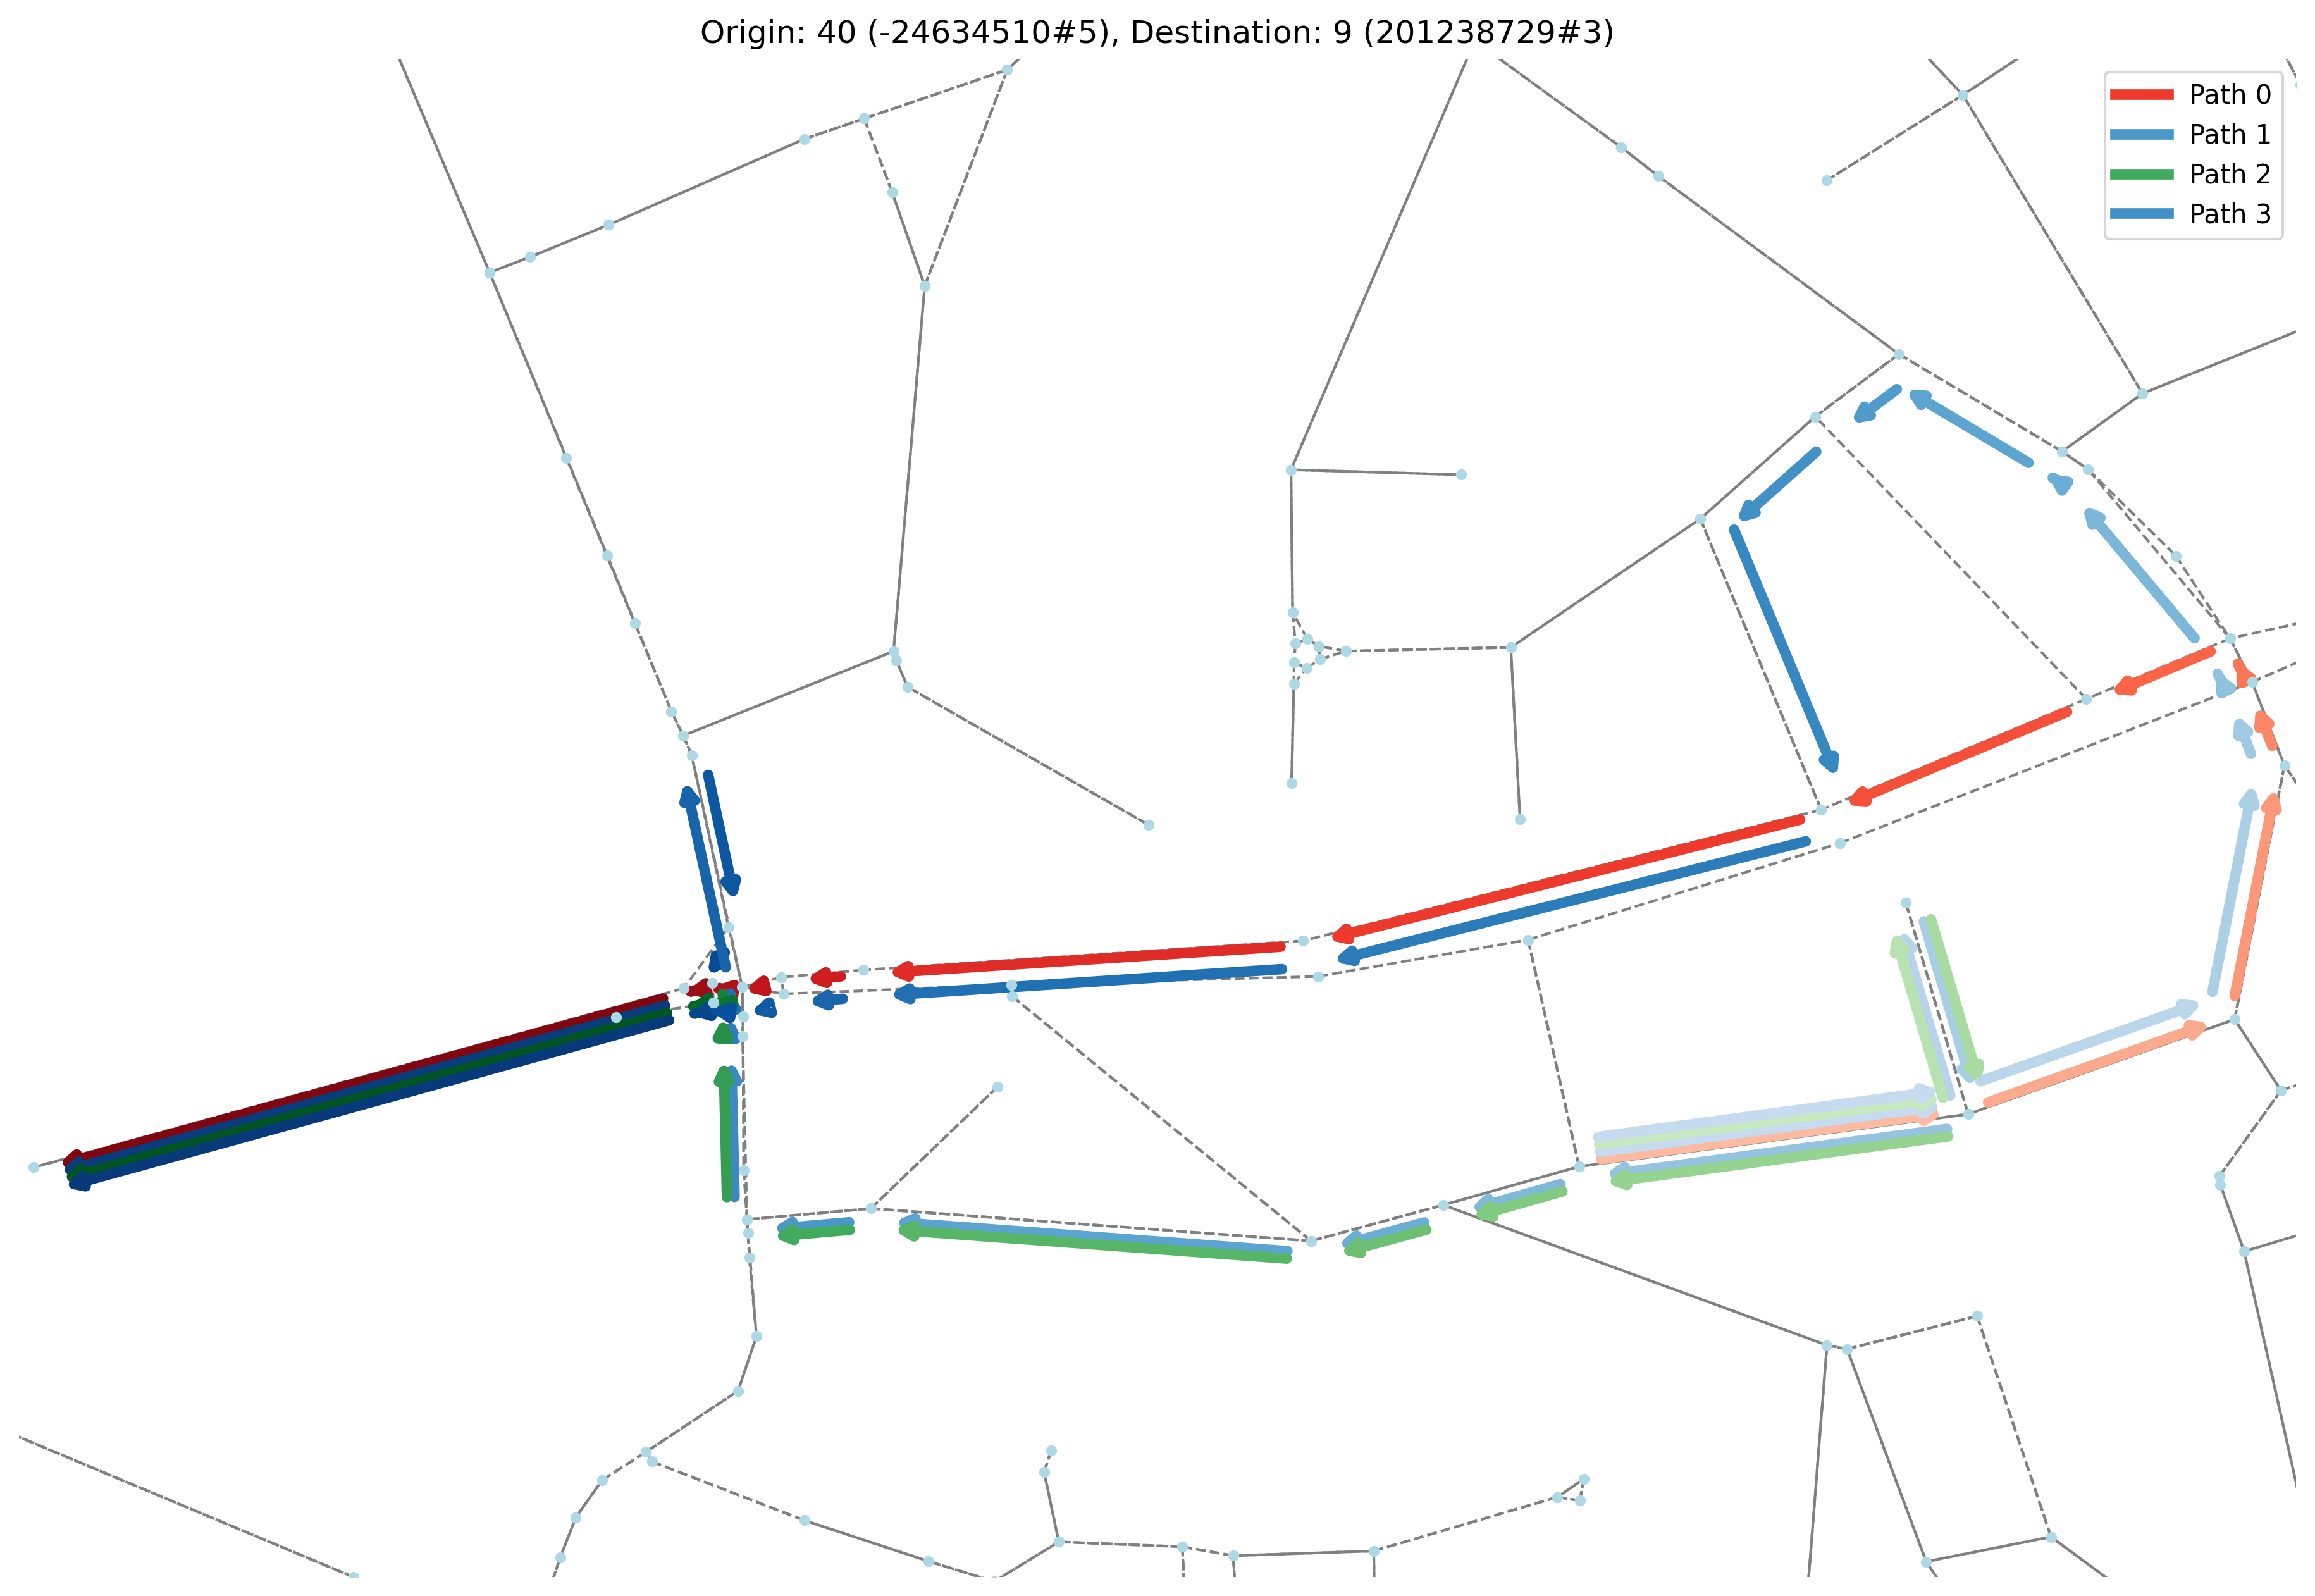 Origin: 40 (-24634510#5), Destination: 9 (201238729#3)
Path 0
Path 1
Path 2
Path 3